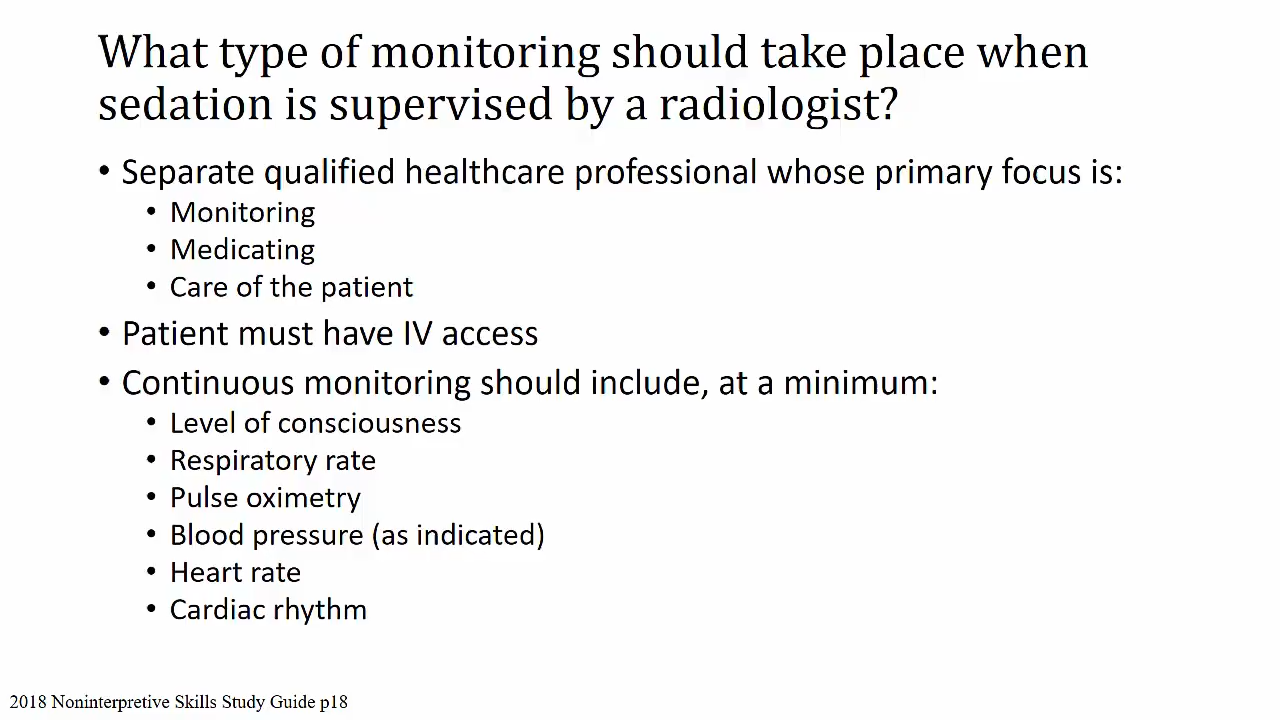 What type of monitoring should take place when
sedation is supervised by a radiologist?
• Separate qualified healthcare professional whose primary focus is:
• Monitoring
• Medicating
• Care of the patient
• Patient must have IV access
• Continuous monitoring should include, at a minimum:
• Level of consciousness
• Respiratory rate
• Pulse oximetry
• Blood pressure (as indicated)
• Heart rate
• Cardiac rhythm
2018 Noninterpretive Skills Study Guide p18